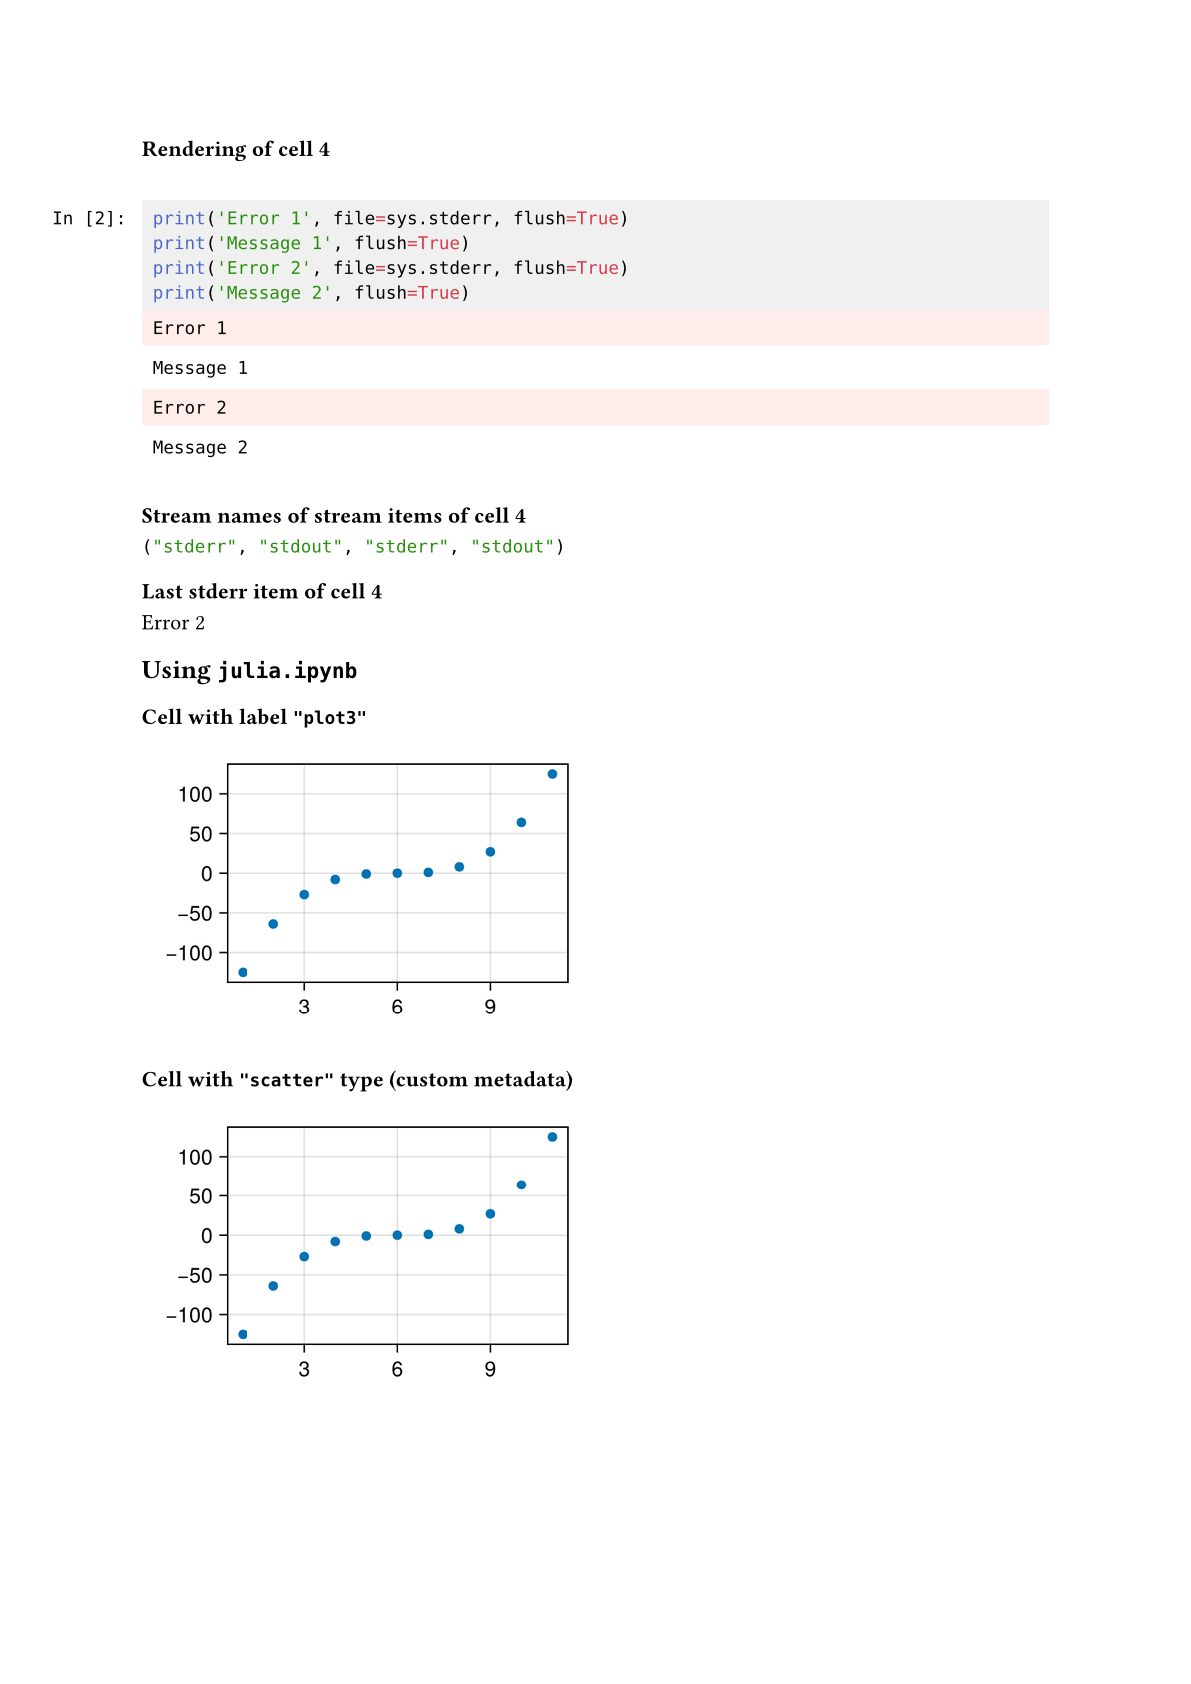 Rendering of cell 4
In [2]:
print('Error 1', file=sys.stderr, flush=True)
print('Message 1', flush=True)
print('Error 2', file=sys.stderr, flush=True)
print('Message 2', flush=True)
Error 1
Message 1
Error 2
Message 2
Stream names of stream items of cell 4
("stderr", "stdout", "stderr", "stdout")
Last stderr item of cell 4
Error 2
Using julia.ipynb
Cell with label "plot3"
100
50
0
−50
−100
3 6 9
Cell with "scatter" type (custom metadata)
100
50
0
−50
−100
3 6 9